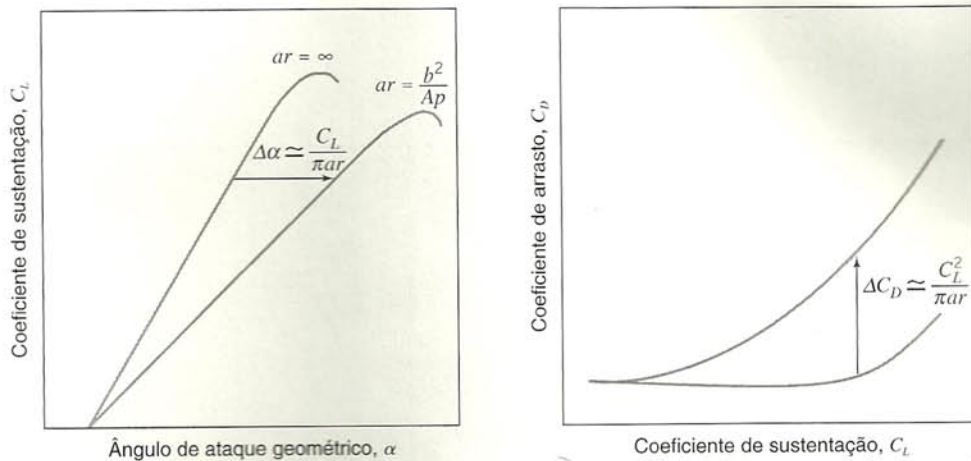 Coeficiente de sustentação, C_L
ar = ∞
ar = b²/Ap
Δα ≃ C_L/πar
Ângulo de ataque geométrico, α
Coeficiente de arrasto, C_D
ΔC_D ≃ C_L²/πar
Coeficiente de sustentação, C_L